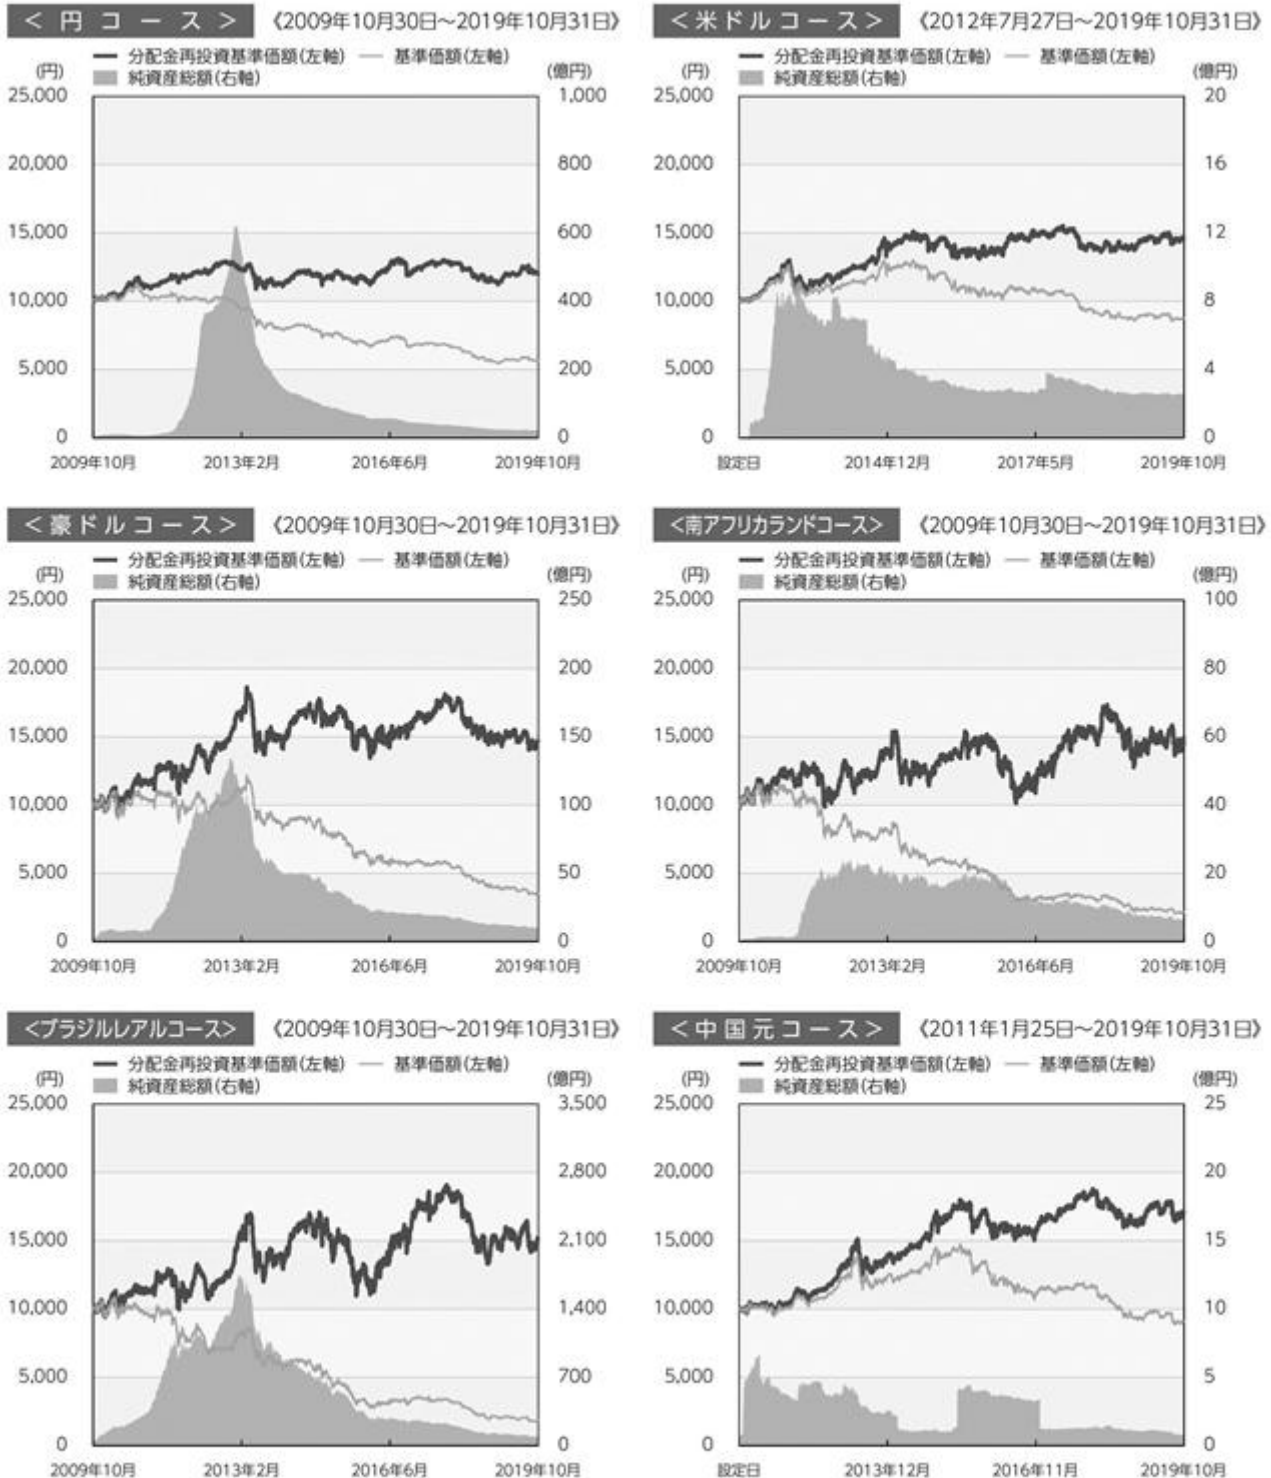 ＜ 円 コ ー ス ＞ 《2009年10月30日～2019年10月31日》
分配金再投資基準価額(左軸) 基準価額(左軸)
純資産総額(右軸)
(円) (億円)
25,000 1,000
20,000 800
15,000 600
10,000 400
5,000 200
0 0
2009年10月 2013年2月 2016年6月 2019年10月
＜米ドルコース＞ 《2012年7月27日～2019年10月31日》
分配金再投資基準価額(左軸) 基準価額(左軸)
純資産総額(右軸)
(円) (億円)
25,000 20
20,000 16
15,000 12
10,000 8
5,000 4
0 0
設定日 2014年12月 2017年5月 2019年10月
＜豪ドルコース＞ 《2009年10月30日～2019年10月31日》
分配金再投資基準価額(左軸) 基準価額(左軸)
純資産総額(右軸)
(円) (億円)
25,000 250
20,000 200
15,000 150
10,000 100
5,000 50
0 0
2009年10月 2013年2月 2016年6月 2019年10月
＜南アフリカランドコース＞ 《2009年10月30日～2019年10月31日》
分配金再投資基準価額(左軸) 基準価額(左軸)
純資産総額(右軸)
(円) (億円)
25,000 100
20,000 80
15,000 60
10,000 40
5,000 20
0 0
2009年10月 2013年2月 2016年6月 2019年10月
＜ブラジルレアルコース＞ 《2009年10月30日～2019年10月31日》
分配金再投資基準価額(左軸) 基準価額(左軸)
純資産総額(右軸)
(円) (億円)
25,000 3,500
20,000 2,800
15,000 2,100
10,000 1,400
5,000 700
0 0
2009年10月 2013年2月 2016年6月 2019年10月
＜中国元コース＞ 《2011年1月25日～2019年10月31日》
分配金再投資基準価額(左軸) 基準価額(左軸)
純資産総額(右軸)
(円) (億円)
25,000 25
20,000 20
15,000 15
10,000 10
5,000 5
0 0
設定日 2013年12月 2016年11月 2019年10月